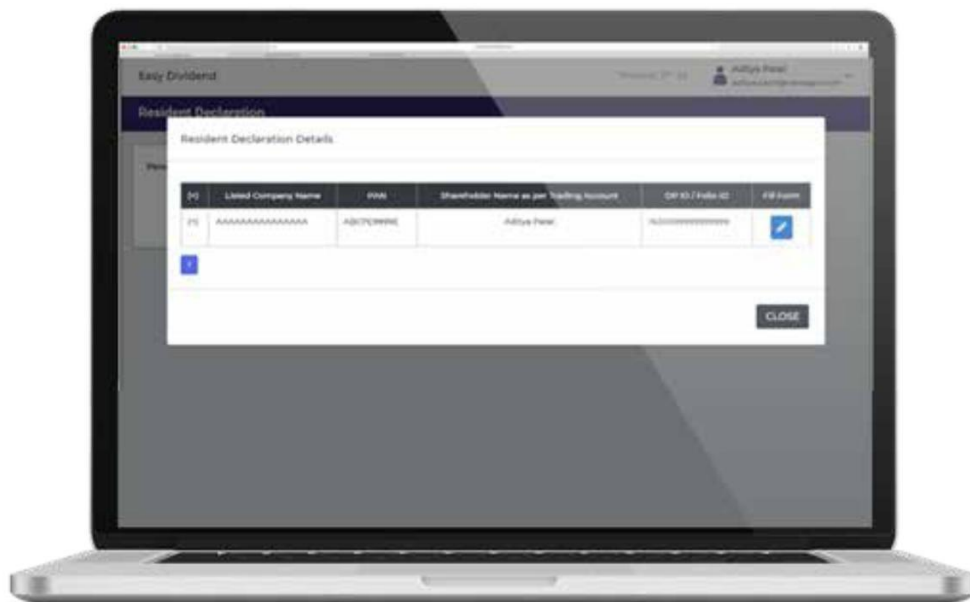 Easy Dividend
Aditya Patel
Resident Declaration
Resident Declaration Details
(+) Listed Company Name PAN Shareholder Name as per Trading Account DP ID / Folio ID Fill Form
(+) AAAAAAAAAAAAAAA Aditya Patel
1
CLOSE